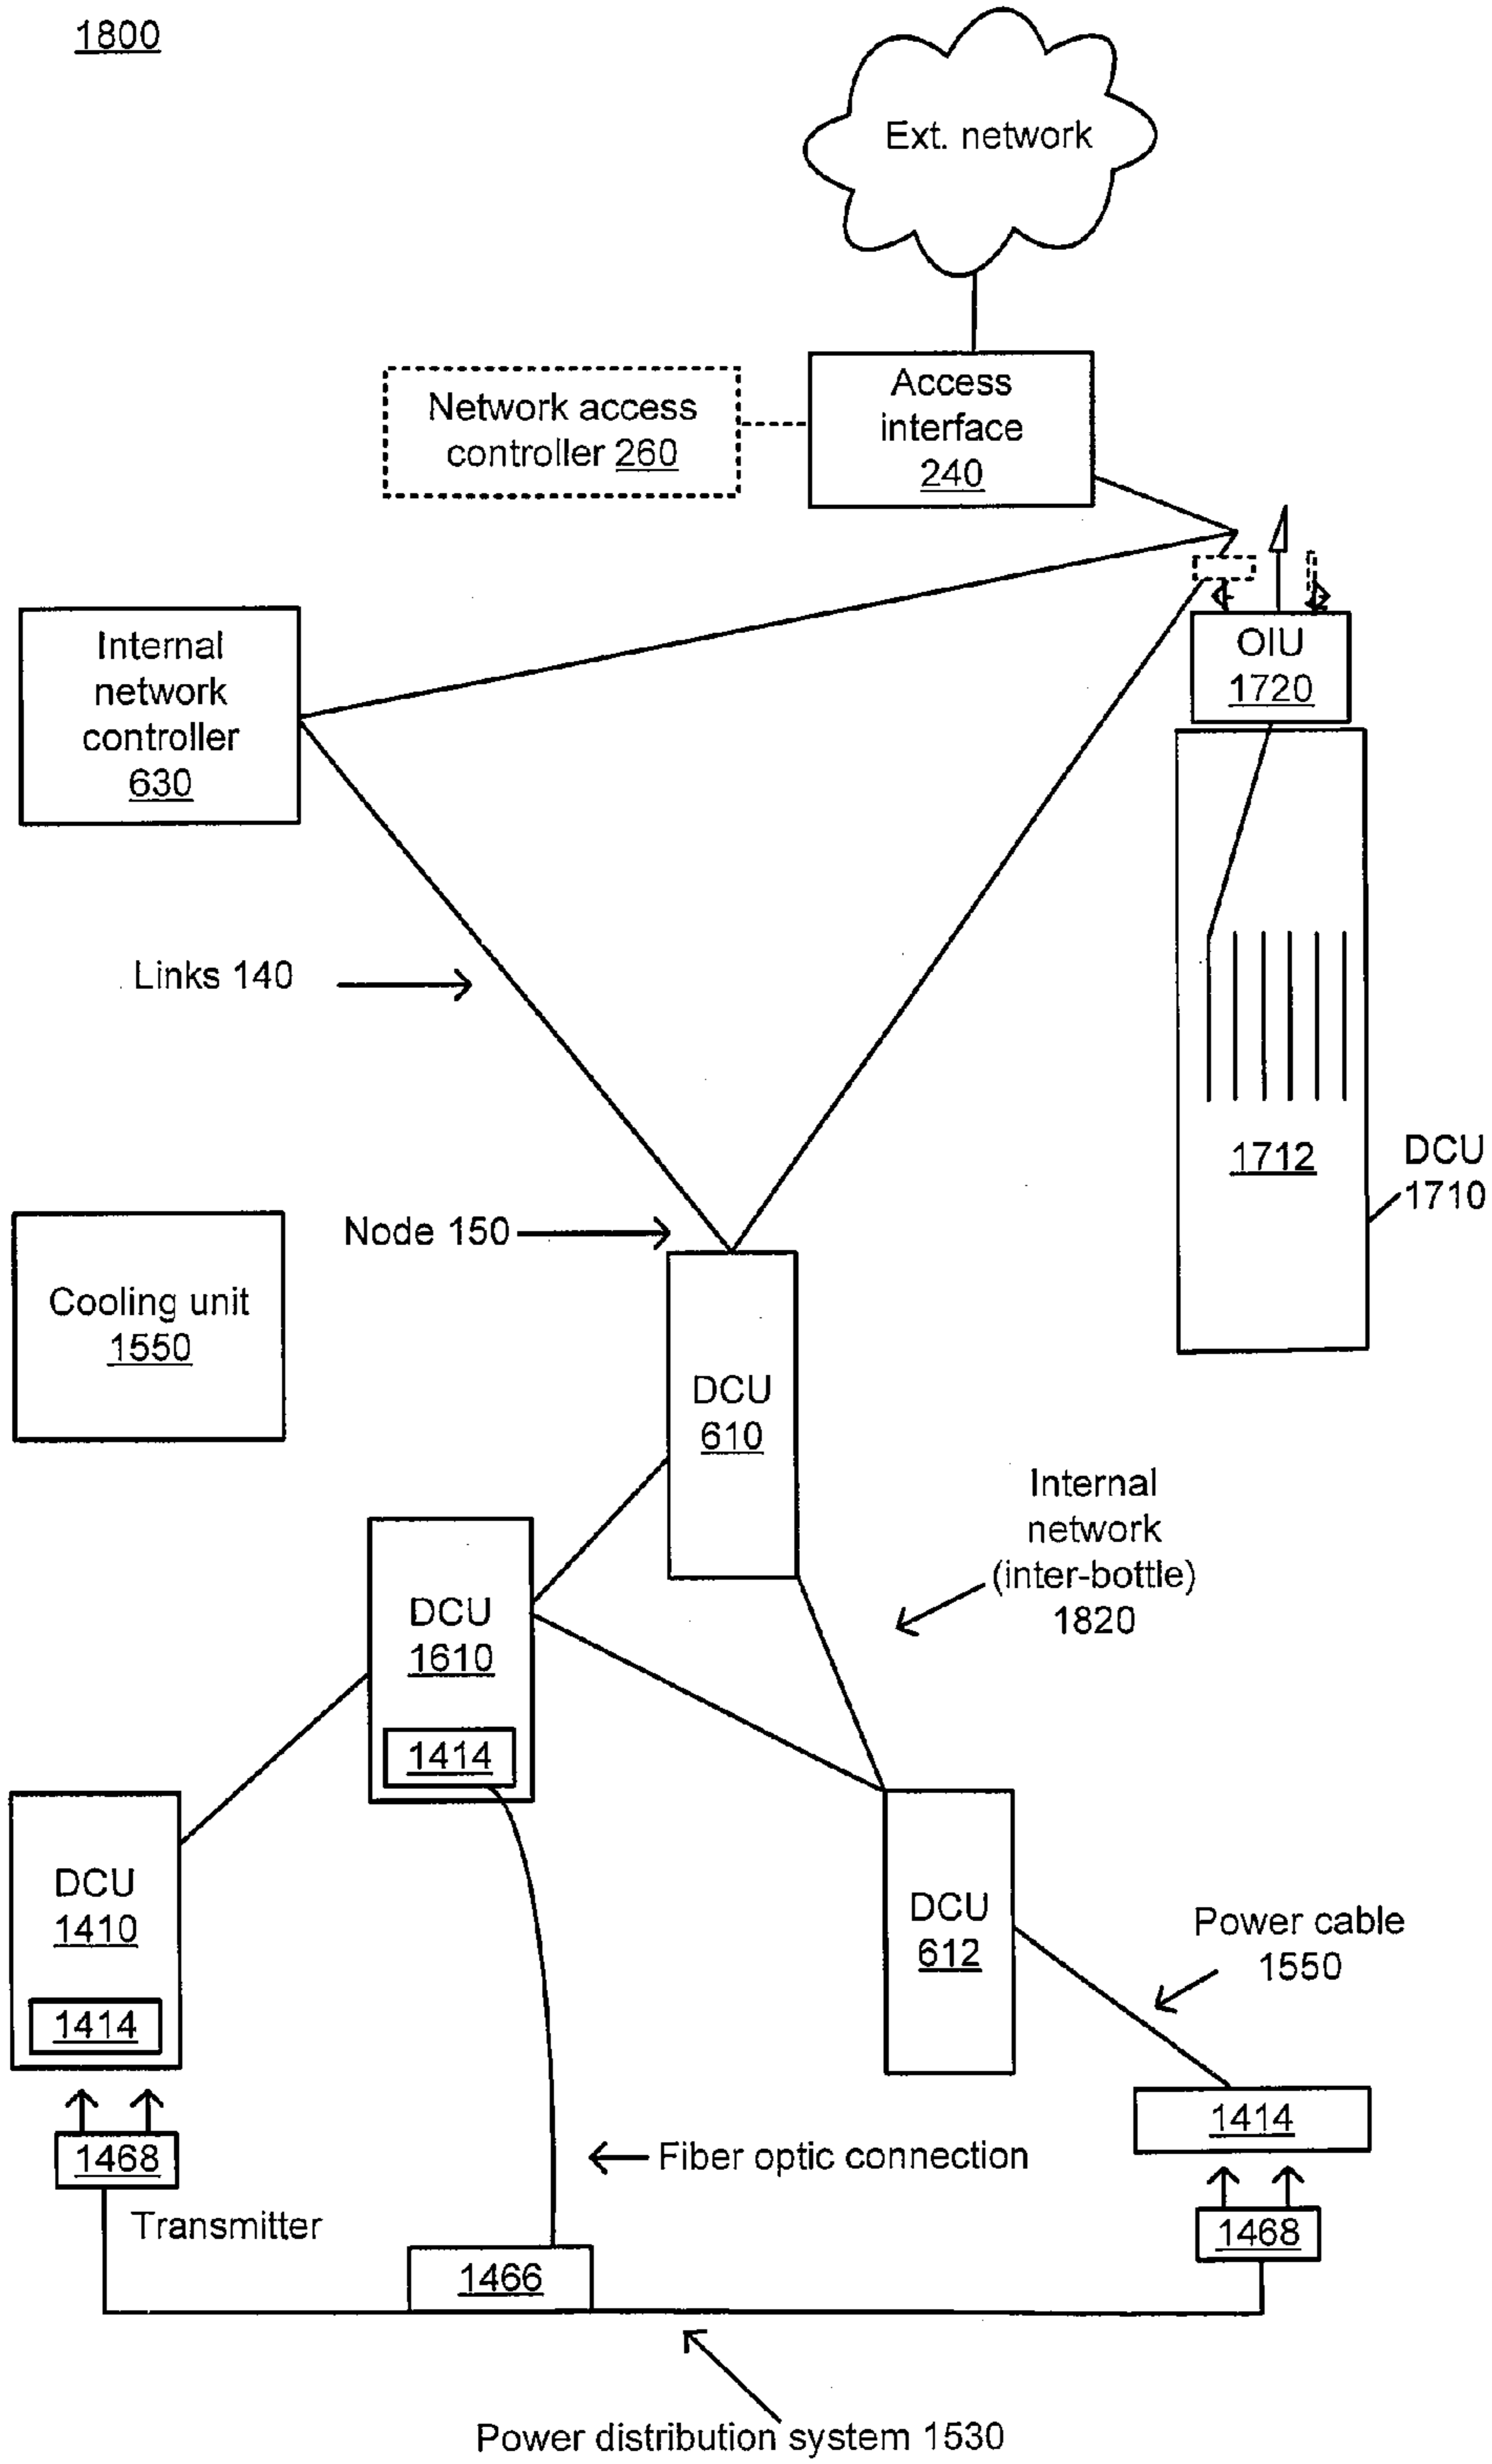 1800
Ext. network
Network access
controller 260
Access
interface
240
Internal
network
controller
630
OIU
1720
Links 140
1712
DCU
1710
Node 150
Cooling unit
1550
DCU
610
Internal
network
(inter-bottle)
1820
DCU
1610
1414
DCU
1410
1414
DCU
612
Power cable
1550
1414
1468
Fiber optic connection
Transmitter
1468
1466
Power distribution system 1530